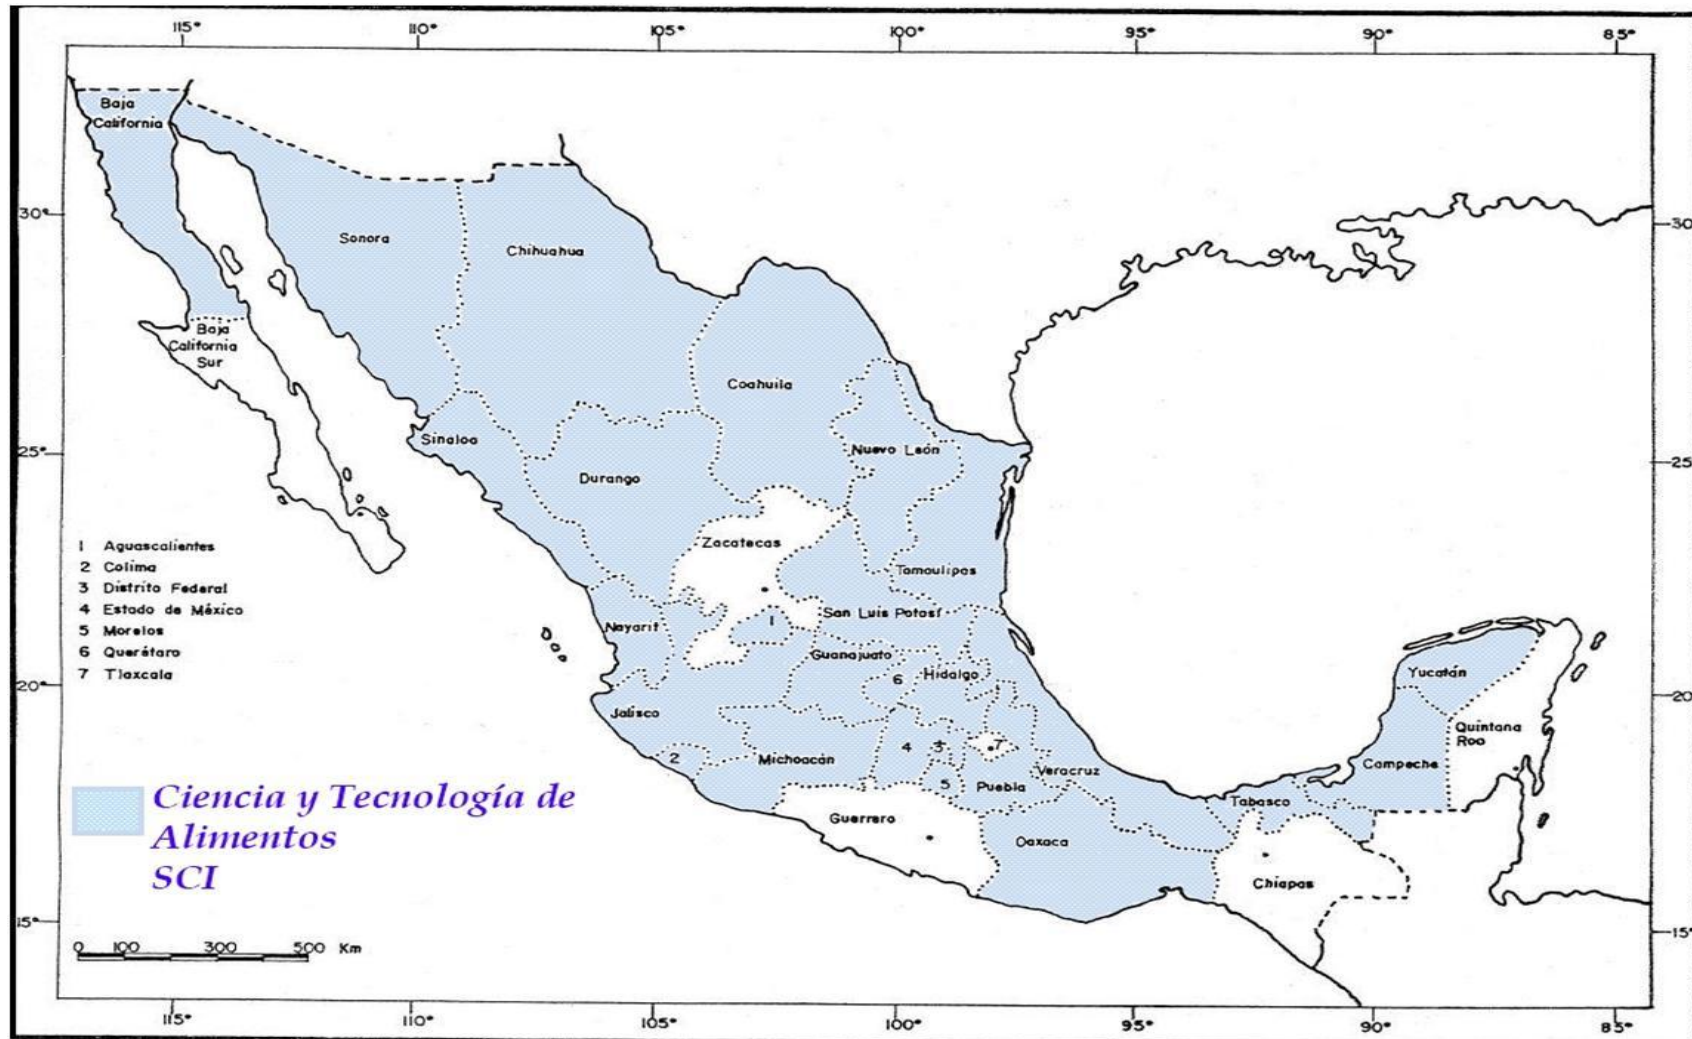 115° 110° 105° 100° 95° 90° 85°
Baja
California
30° 30°
Sonora
Chihuahua
Baja
California
Sur
Coahuila
Sinaloa
Nuevo León
25° 25°
Durango
Zacatecas
Tamaulipas
1 Aguascalientes
2 Colima
3 Distrito Federal
4 Estado de México
5 Morelos
6 Querétaro
7 Tlaxcala
Nayarit
1
San Luis Potosí
Guanajuato
6
Hidalgo
20° 20°
Yucatán
Jalisco
Quintana
Roo
2
Michoacán
4
3
7
5
Puebla
Veracruz
Campeche
Tabasco
Guerrero
Oaxaca
Chiapas
Ciencia y Tecnología de
Alimentos
SCI
15° 15°
0 100 300 500 Km
115° 110° 105° 100° 95° 90° 85°